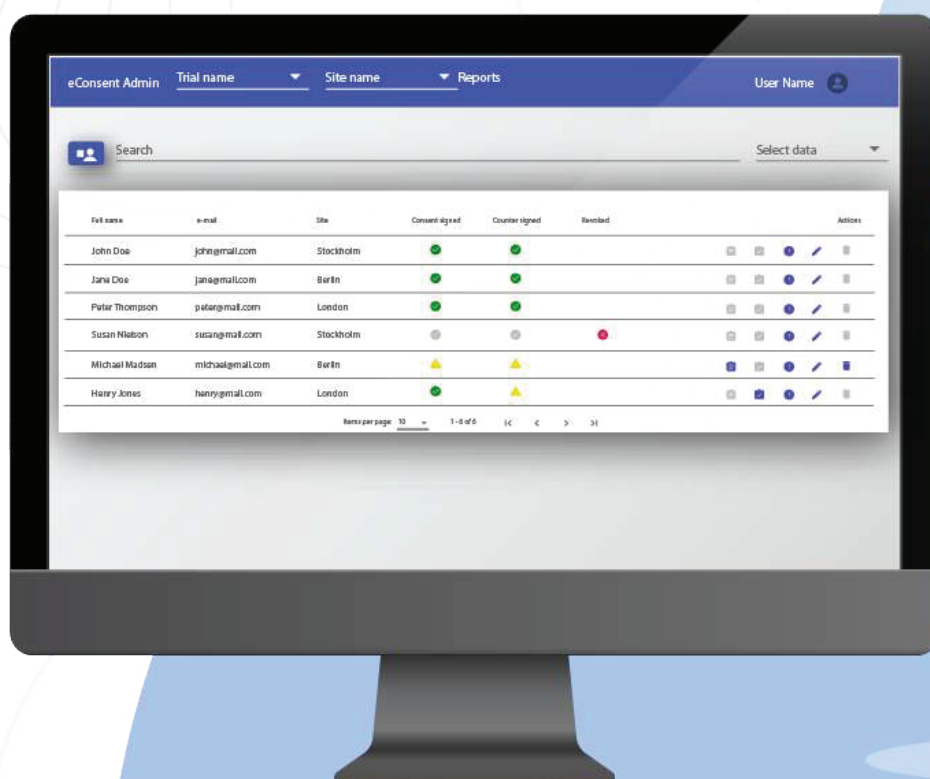 eConsent Admin Trial name Site name Reports User Name
Search Select data
Full name e-mail Site Consent signed Counter signed Revoked Actions
John Doe john@mail.com Stockholm
Jane Doe jane@mail.com Berlin
Peter Thompson peter@mail.com London
Susan Nielson susan@mail.com Stockholm
Michael Madsen michael@mail.com Berlin
Henry Jones henry@mail.com London
Items per page: 10 1 - 6 of 6